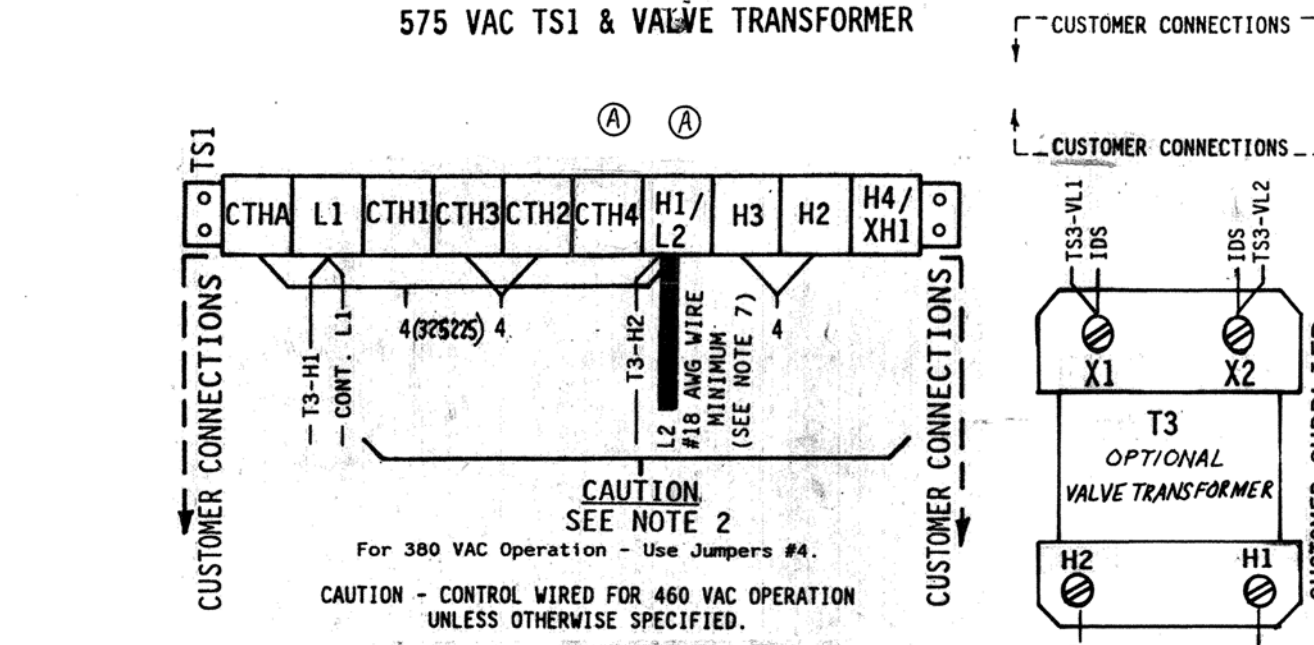 575 VAC TS1 & VALVE TRANSFORMER
CUSTOMER CONNECTIONS
CUSTOMER CONNECTIONS
A A
TS1
CTHA L1 CTH1 CTH3 CTH2 CTH4 H1/L2 H3 H2 H4/XH1
CUSTOMER CONNECTIONS
T3-H1
CONT. L1
4
4
T3-H2
L2
#18 AWG WIRE
MINIMUM
(SEE NOTE 7)
4
CUSTOMER CONNECTIONS
CAUTION
SEE NOTE 2
For 380 VAC Operation - Use Jumpers #4.
CAUTION - CONTROL WIRED FOR 460 VAC OPERATION
UNLESS OTHERWISE SPECIFIED.
TS3-VL1
IDS
IDS
TS3-VL2
X1 X2
T3
OPTIONAL
VALVE TRANSFORMER
H2 H1